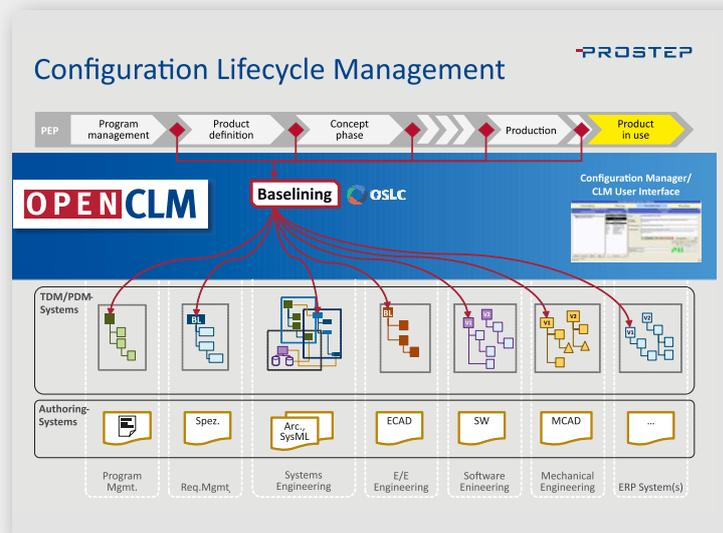 PROSTEP
Configuration Lifecycle Management
PEP
Program
management
Product
definition
Concept
phase
Production
Product
in use
OPENCLM
Baselining
OSLC
Configuration Manager/
CLM User Interface
TDM/PDM-
Systems
BL
BL
V1
V2
V1
V2
V1
V2
Authoring-
Systems
Spez.
Arc.,
SysML
ECAD
SW
MCAD
...
Program
Mgmt.
Req.Mgmt.
Systems
Engineering
E/E
Engineering
Software
Enineering
Mechanical
Engineering
ERP System(s)